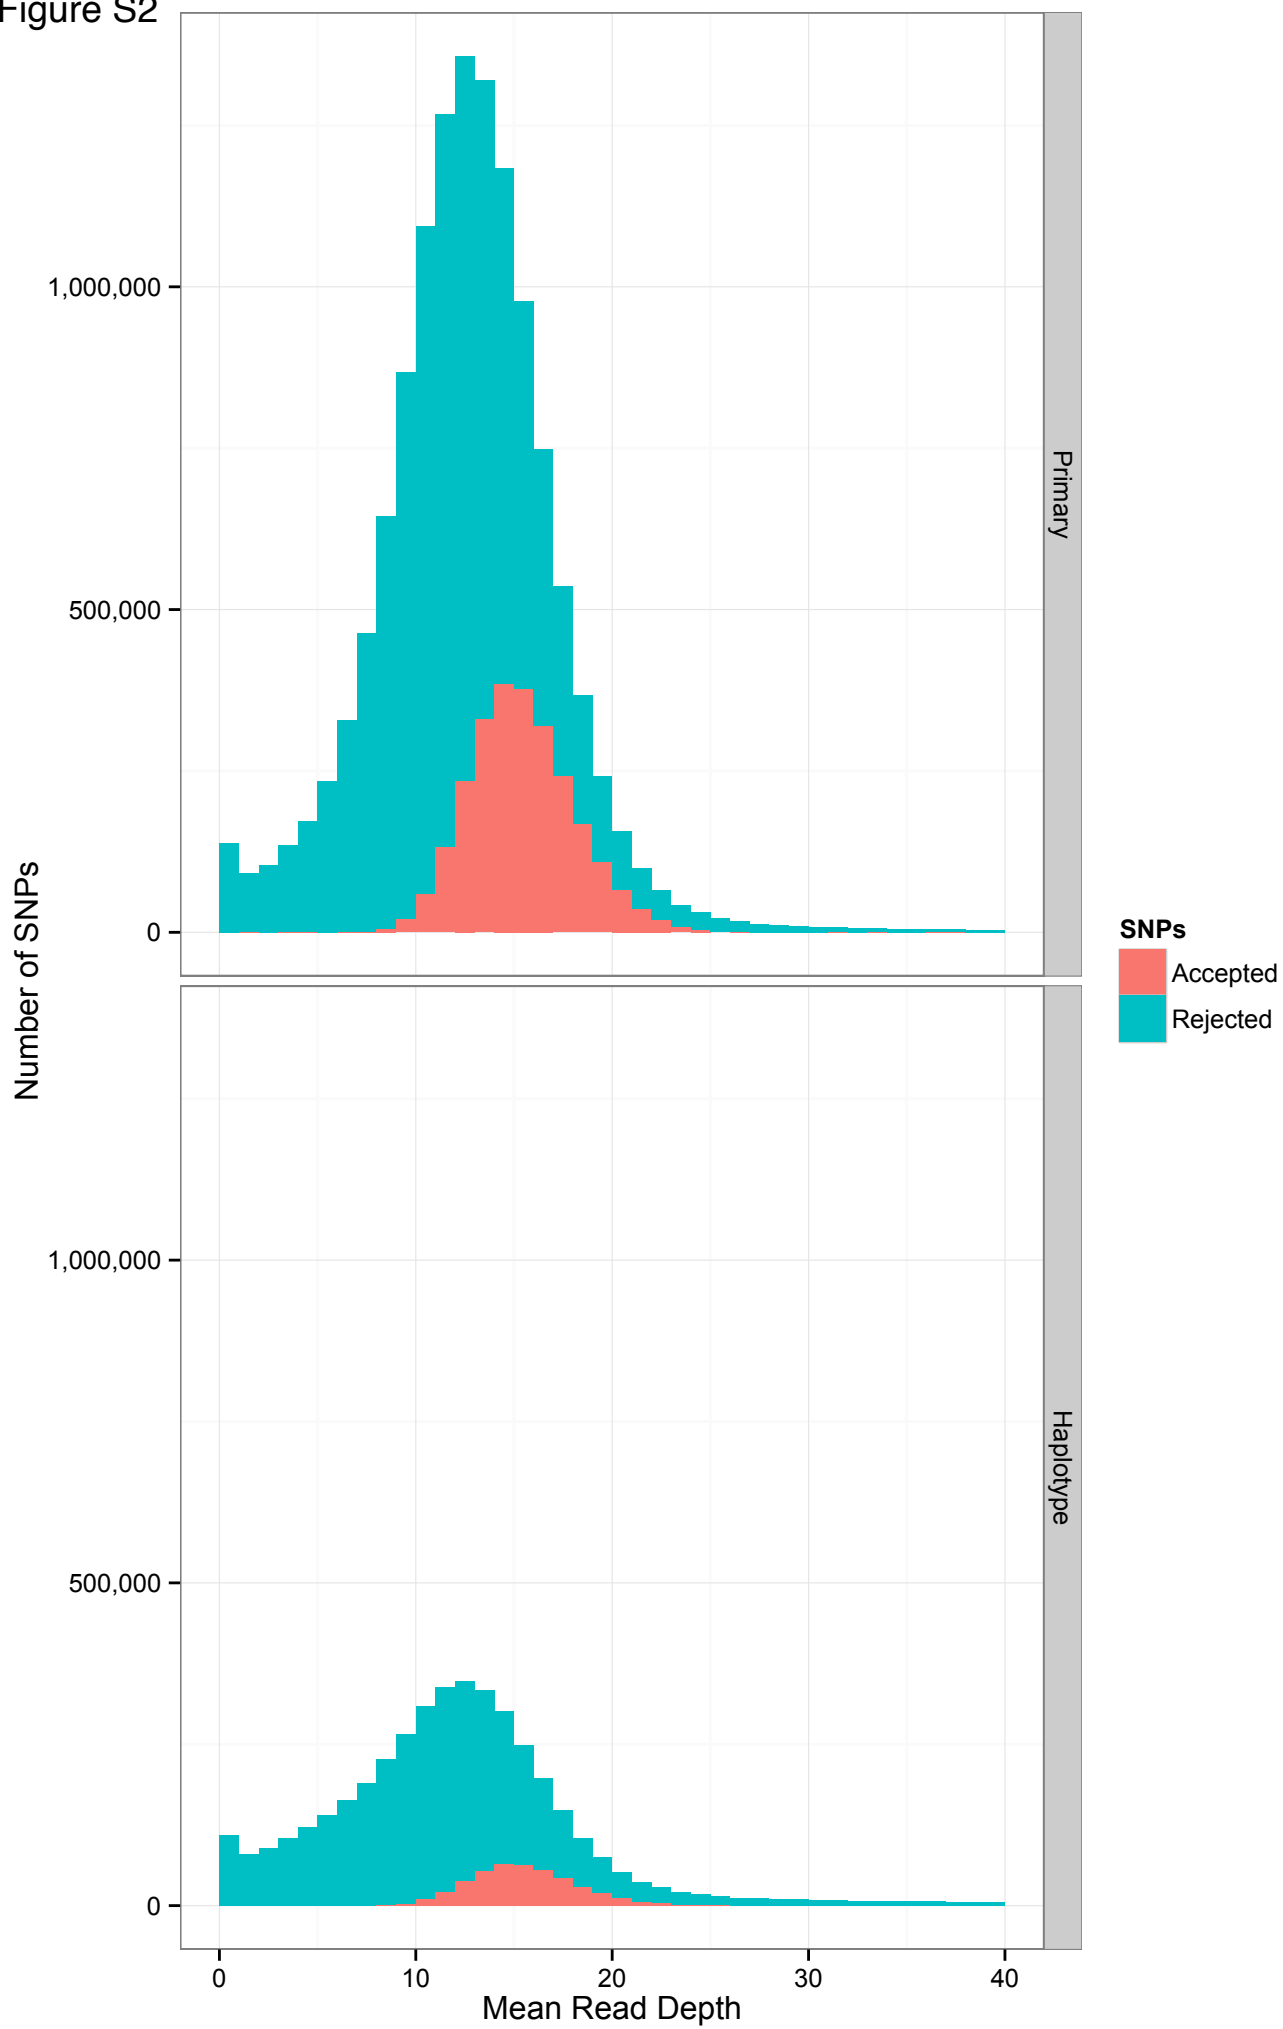 Figure S2
1,000,000
500,000
0
Primary
Number of SNPs
SNPs
Accepted
Rejected
1,000,000
500,000
0
Haplotype
0 10 20 30 40
Mean Read Depth